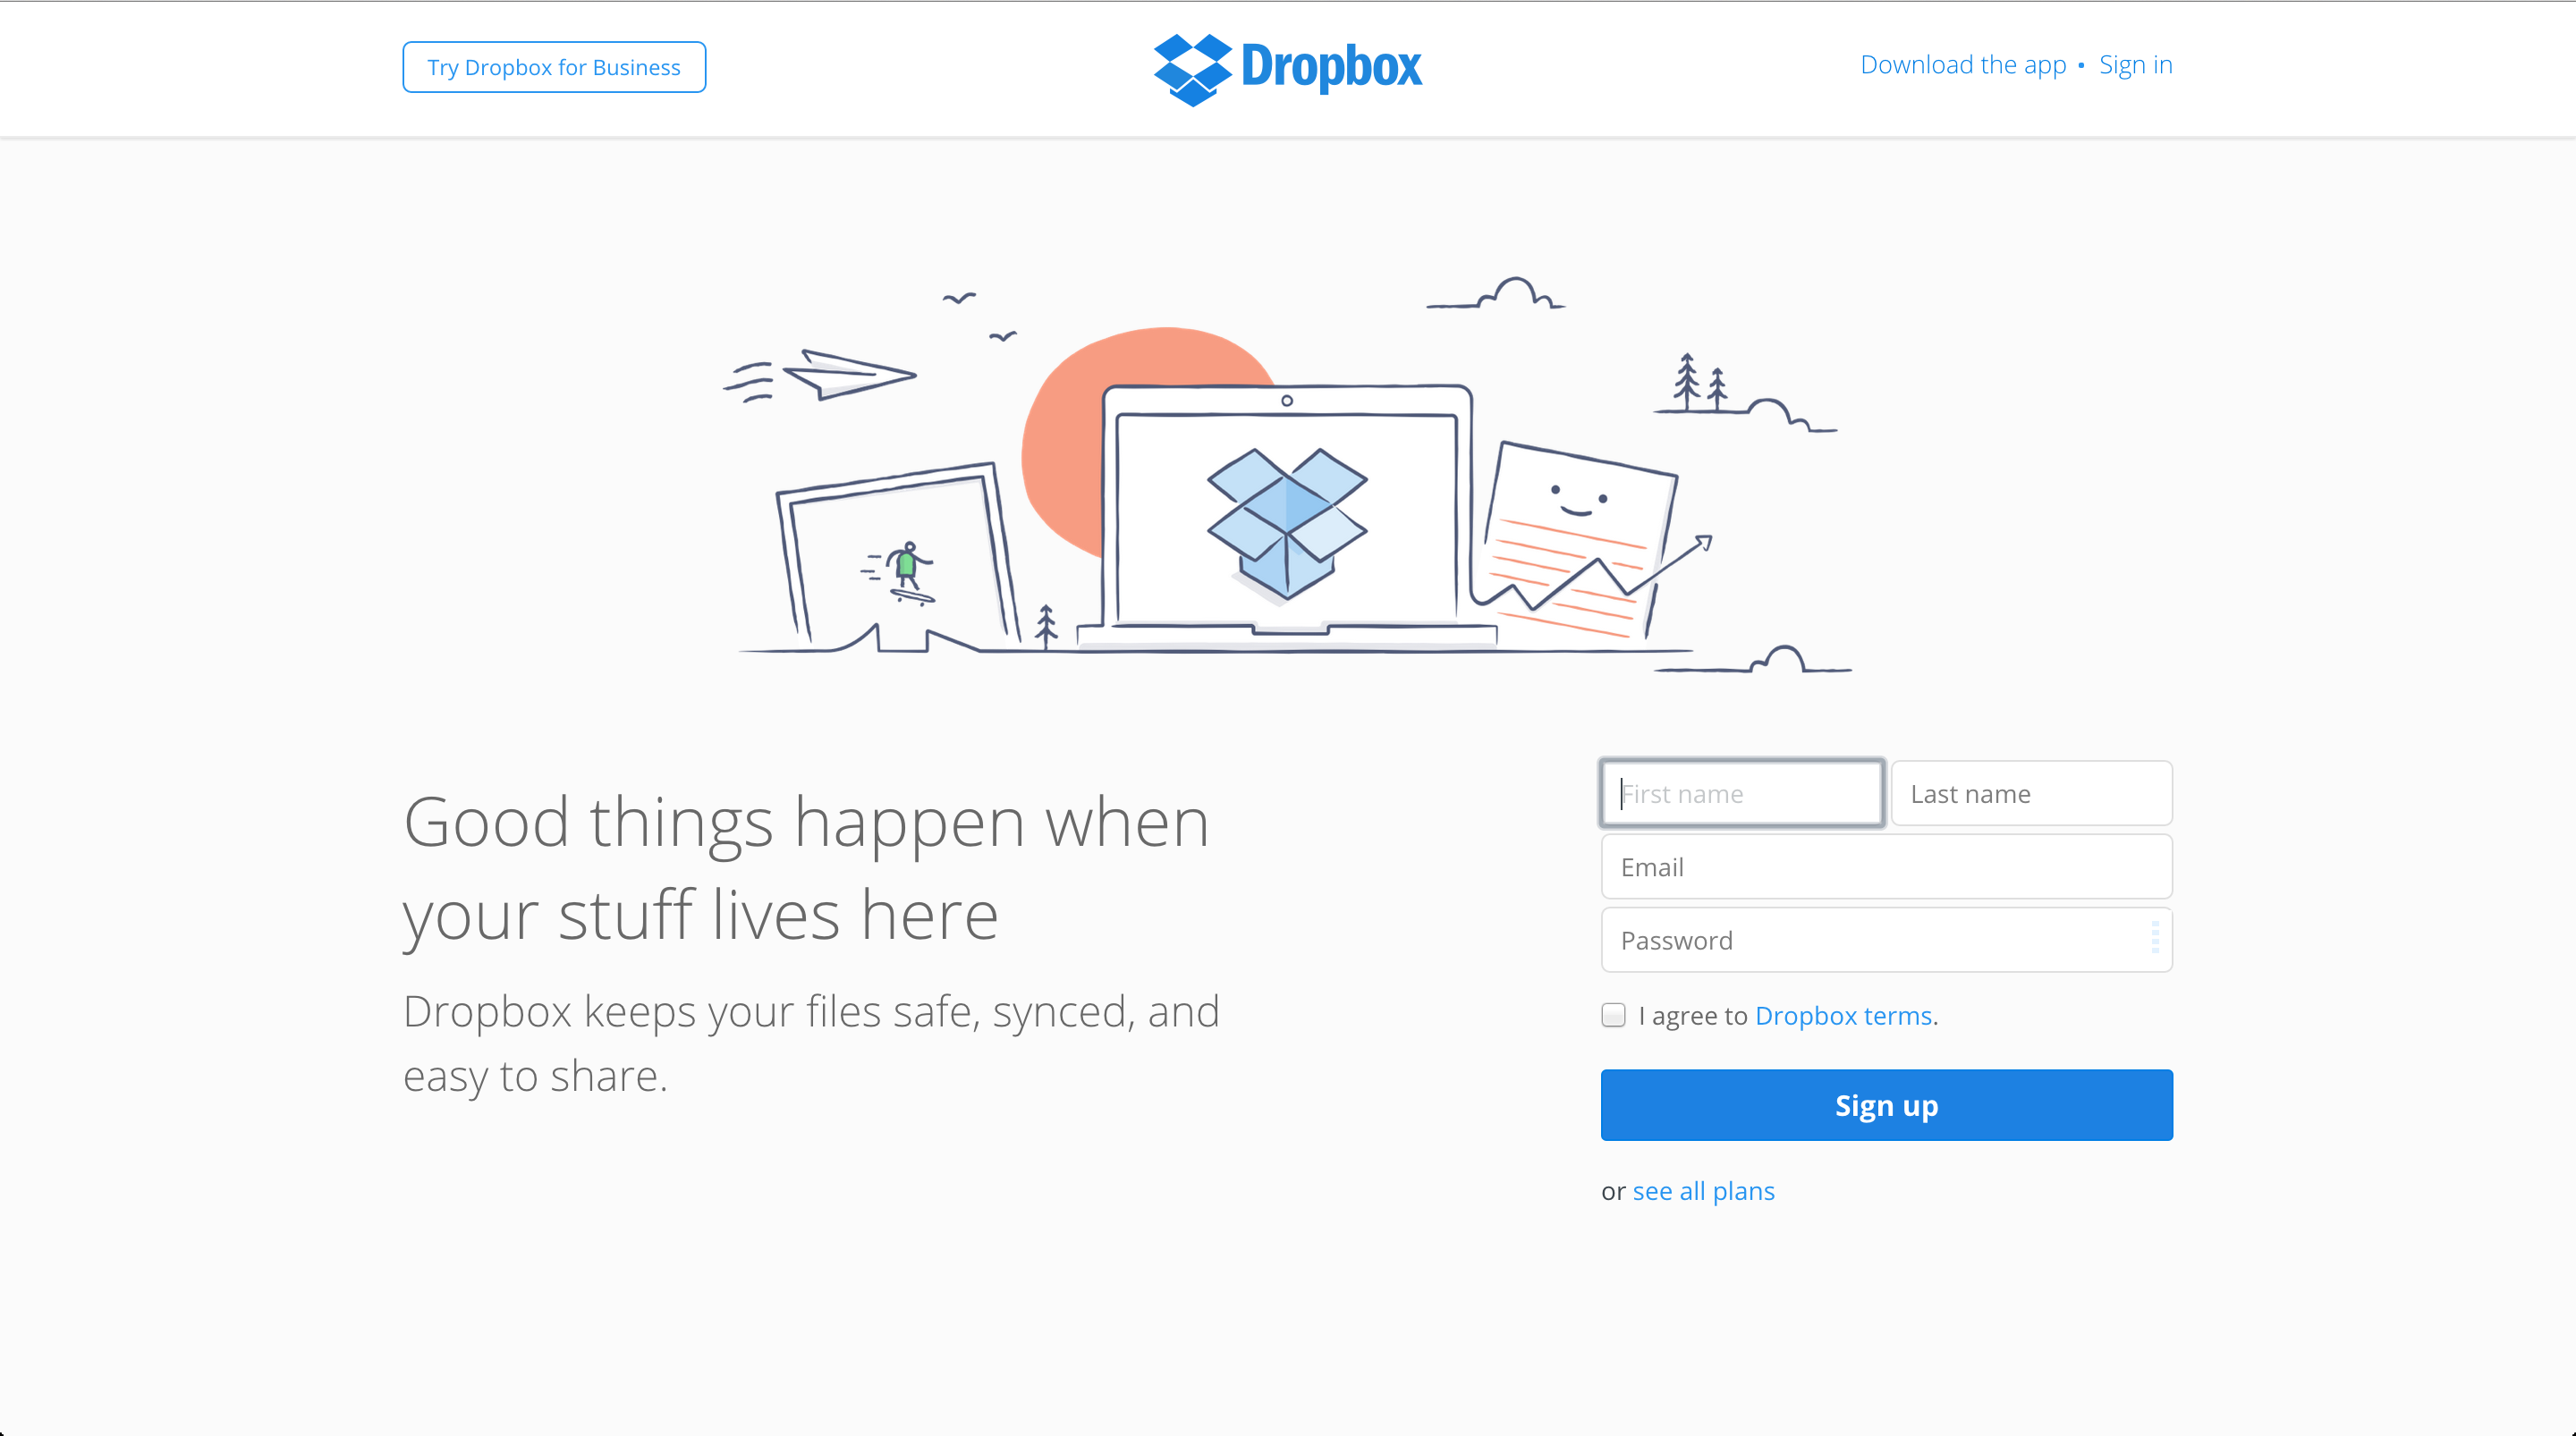 Try Dropbox for Business
Dropbox
Download the app • Sign in
Good things happen when
your stuff lives here
Dropbox keeps your files safe, synced, and
easy to share.
First name
Last name
Email
Password
I agree to Dropbox terms.
Sign up
or see all plans